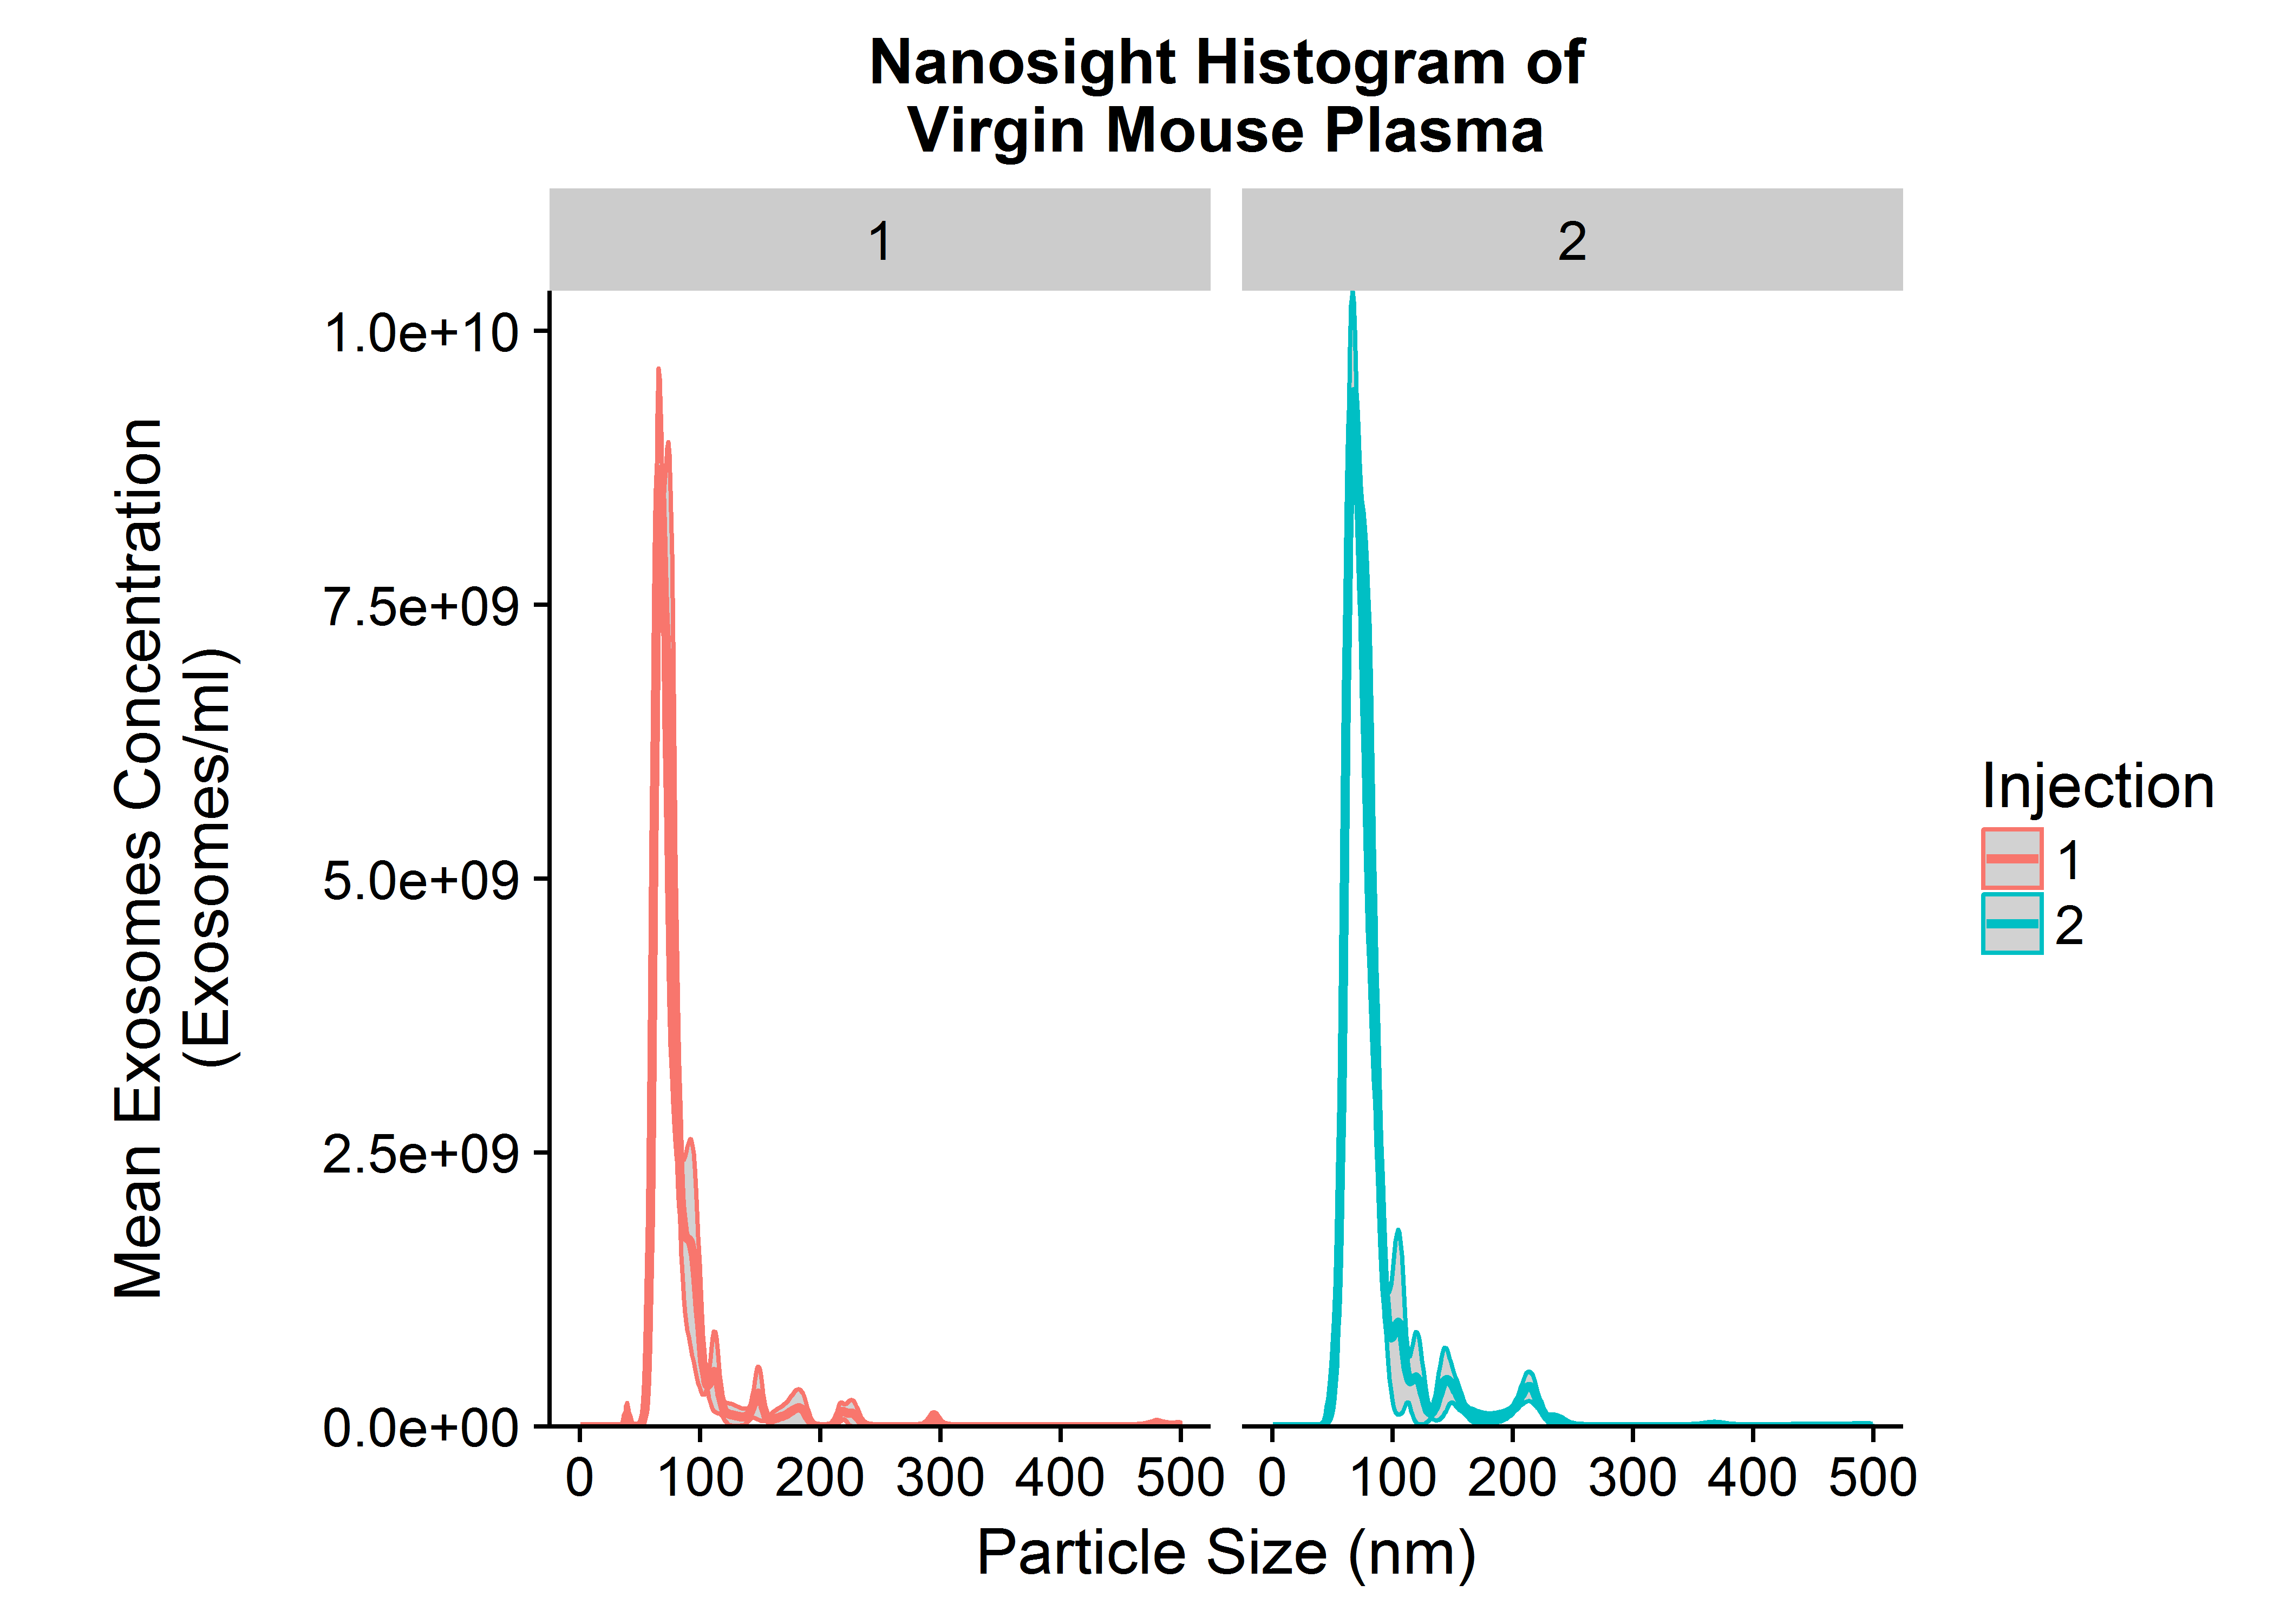 Nanosight Histogram of
Virgin Mouse Plasma
1
2
Mean Exosomes Concentration
(Exosomes/ml)
1.0e+10
7.5e+09
5.0e+09
2.5e+09
0.0e+00
0 100 200 300 400 500
0 100 200 300 400 500
Particle Size (nm)
Injection
1
2